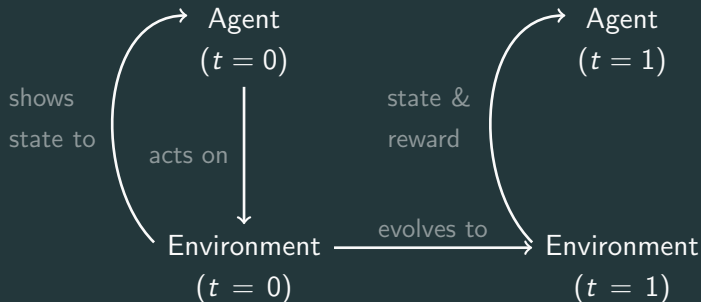 Agent
(t = 0)
shows
state to
acts on
Environment
(t = 0)
evolves to
Agent
(t = 1)
state &
reward
Environment
(t = 1)